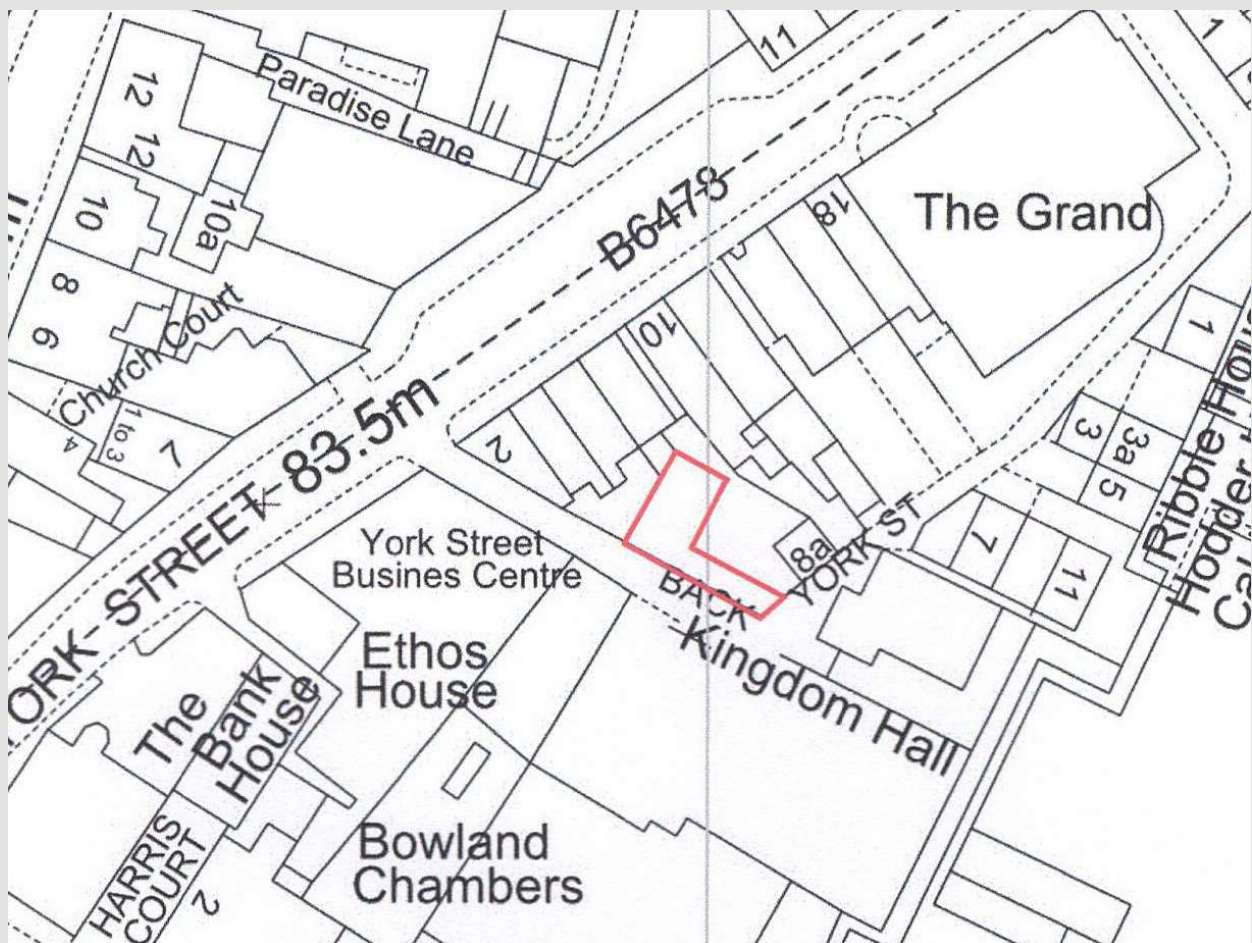 11
1
12
12
Paradise Lane
10
10a
8
6
Church Court
4
1 to 3
7
B6478
18
The Grand
10
2
YORK STREET
83.5m
York Street
Busines Centre
Ethos
House
The
Bank
House
HARRIS
COURT
2
Bowland
Chambers
8a
BACK
YORK ST
Kingdom Hall
1
3
3a
5
7
11
Ribble
Hodder